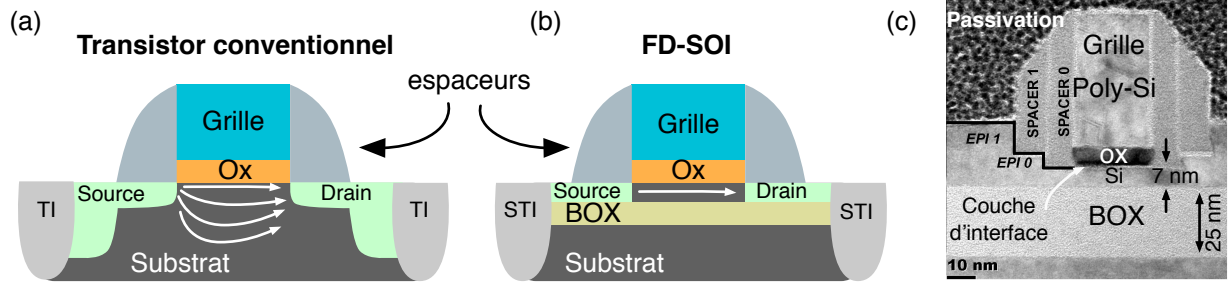 (a)
Transistor conventionnel
Grille
Ox
Source
Drain
TI
TI
Substrat
espaceurs
(b)
FD-SOI
Grille
Ox
Source
Drain
STI
BOX
STI
Substrat
(c)
Passivation
Grille
Poly-Si
SPACER 1
SPACER 0
EPI 1
EPI 0
OX
Si
7 nm
Couche
d'interface
BOX
25 nm
10 nm